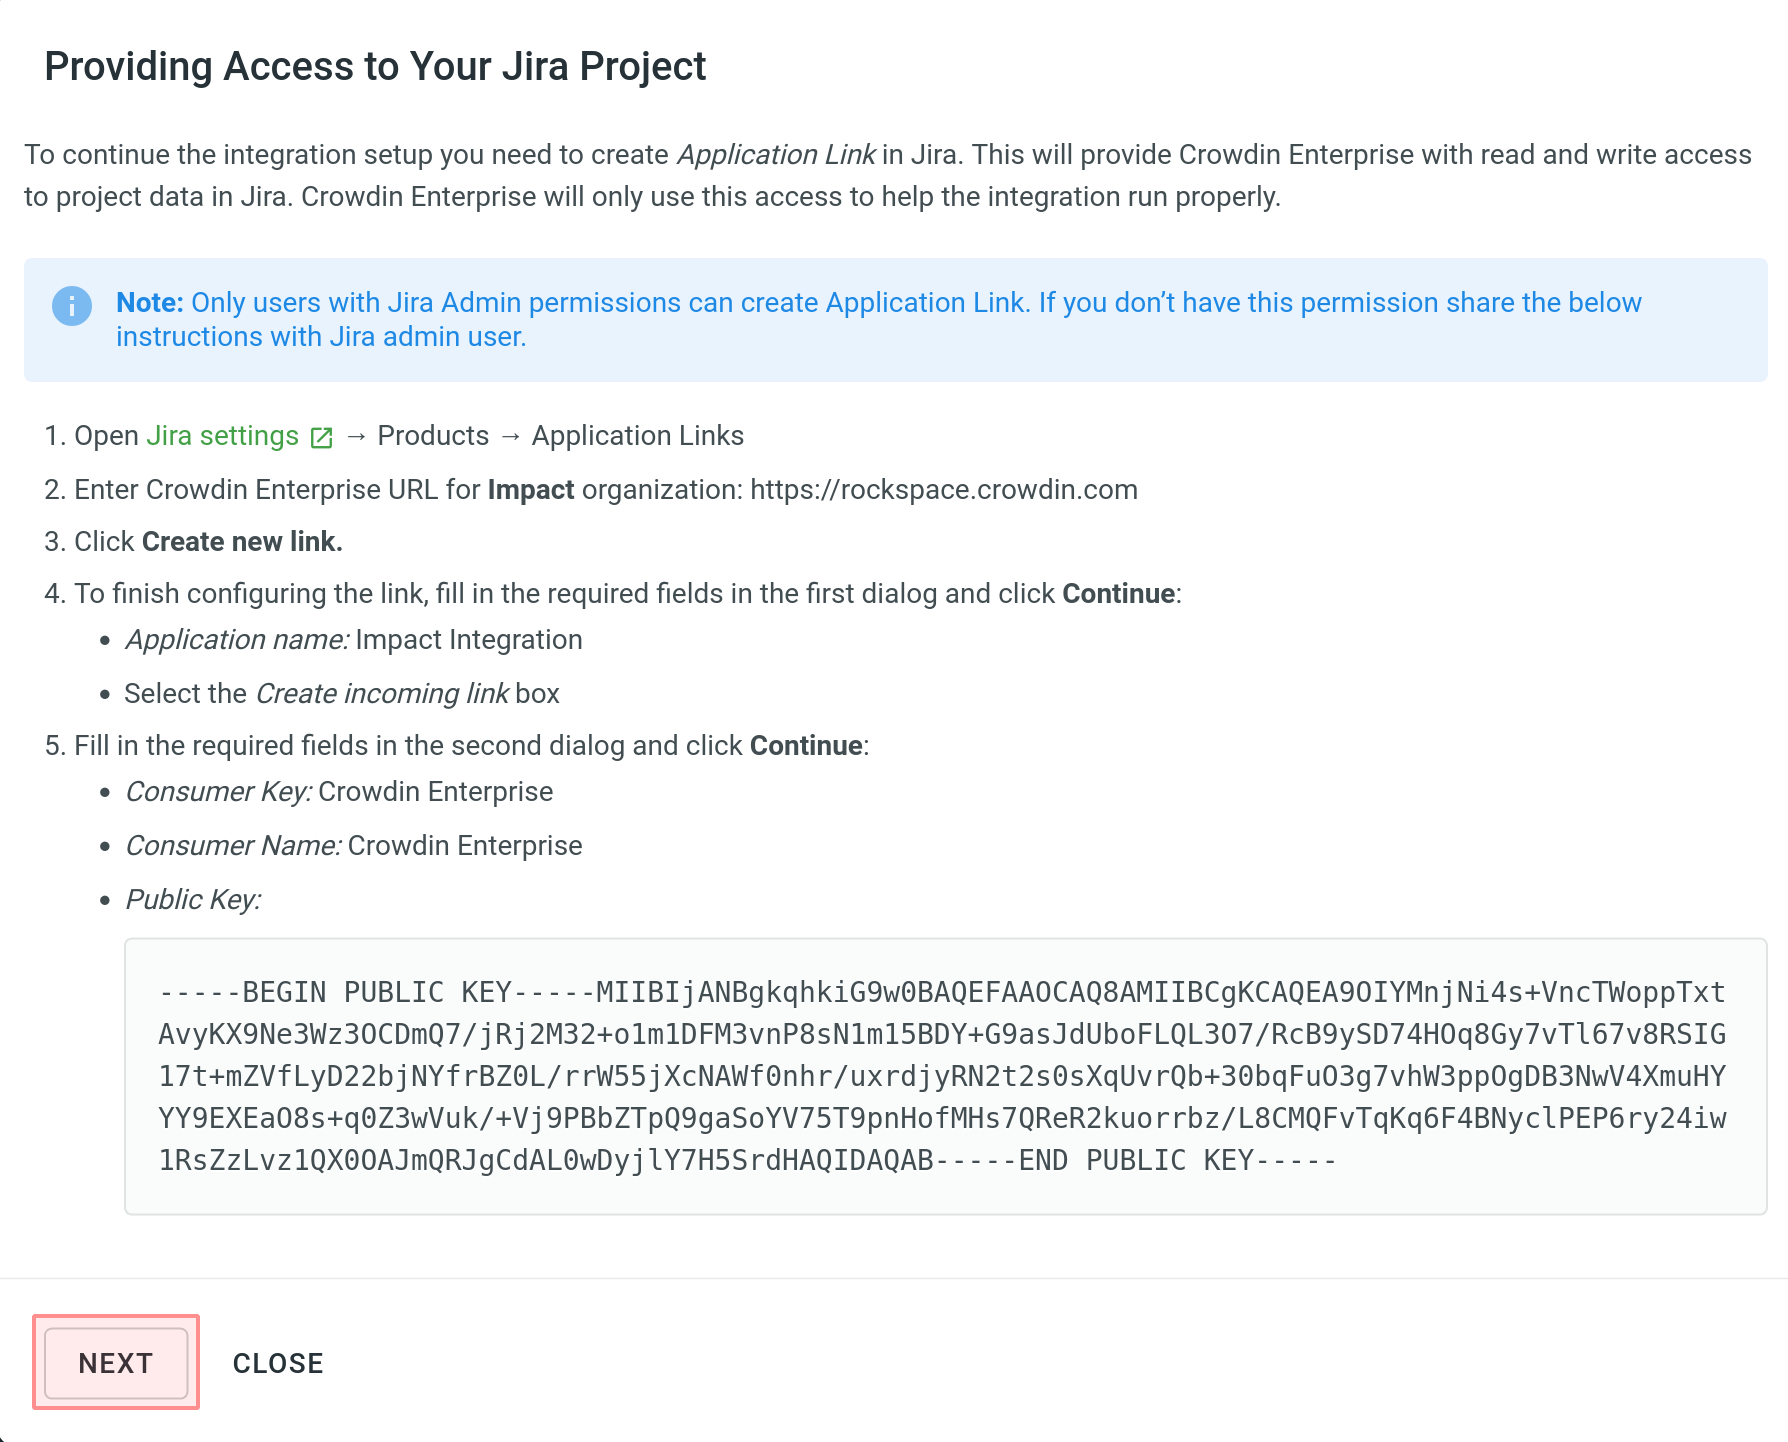 Providing Access to Your Jira Project
To continue the integration setup you need to create Application Link in Jira. This will provide Crowdin Enterprise with read and write access
to project data in Jira. Crowdin Enterprise will only use this access to help the integration run properly.
Note: Only users with Jira Admin permissions can create Application Link. If you don’t have this permission share the below
instructions with Jira admin user.
1. Open Jira settings → Products → Application Links
2. Enter Crowdin Enterprise URL for Impact organization: https://rockspace.crowdin.com
3. Click Create new link.
4. To finish configuring the link, fill in the required fields in the first dialog and click Continue:
• Application name: Impact Integration
• Select the Create incoming link box
5. Fill in the required fields in the second dialog and click Continue:
• Consumer Key: Crowdin Enterprise
• Consumer Name: Crowdin Enterprise
• Public Key:
-----BEGIN PUBLIC KEY-----MIIBIjANBgkqhkiG9w0BAQEFAAOCAQ8AMIIBCgKCAQEA9OIYMnjNi4s+VncTWoppTxt
AvyKX9Ne3Wz3OCDmQ7/jRj2M32+o1m1DFM3vnP8sN1m15BDY+G9asJdUboFLQL3O7/RcB9ySD74HOq8Gy7vTl67v8RSIG
17t+mZVfLyD22bjNYfrBZ0L/rrW55jXcNAWf0nhr/uxrdjyRN2t2s0sXqUvrQb+30bqFuO3g7vhW3ppOgDB3NwV4XmuHY
YY9EXEaO8s+q0Z3wVuk/+Vj9PBbZTpQ9gaSoYV75T9pnHofMHs7QReR2kuorrbz/L8CMQFvTqKq6F4BNyclPEP6ry24iw
1RsZzLvz1QX0OAJmQRJgCdAL0wDyjlY7H5SrdHAQIDAQAB-----END PUBLIC KEY-----
NEXT CLOSE